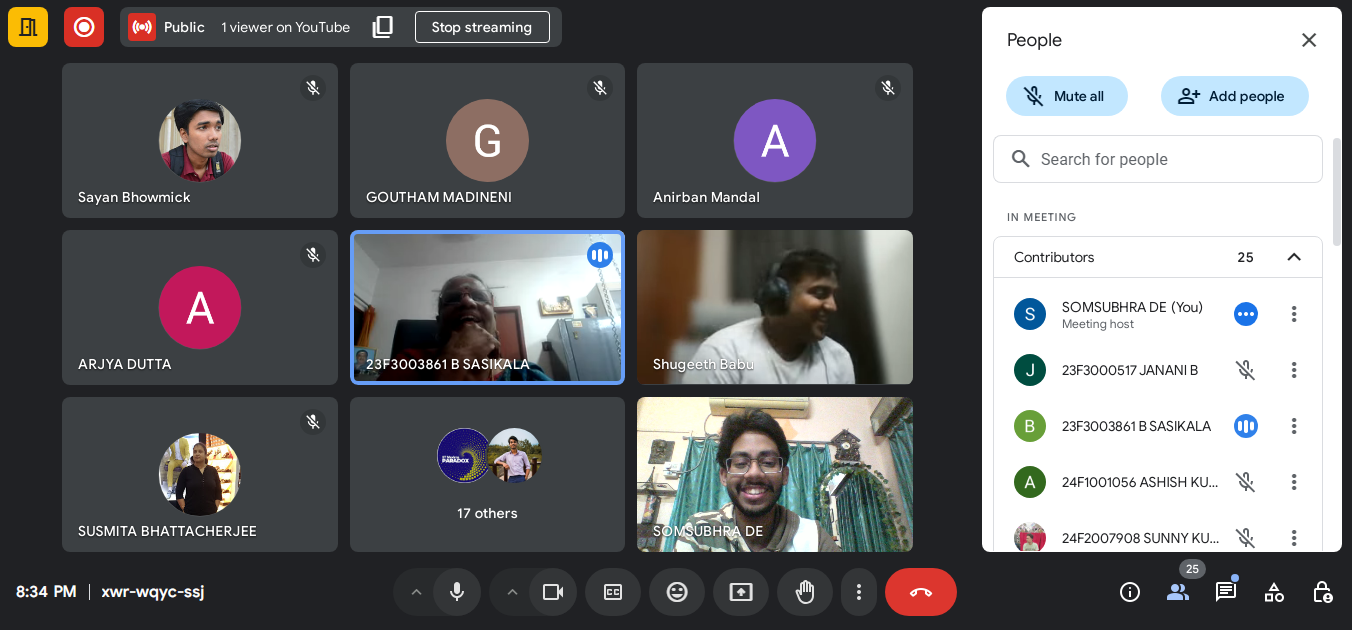 Public 1 viewer on YouTube Stop streaming
Sayan Bhowmick
G
GOUTHAM MADINENI
A
Anirban Mandal
A
ARJYA DUTTA
23F3003861 B SASIKALA
Shugeeth Babu
SUSMITA BHATTACHERJEE
PARADOX
17 others
SOMSUBHRA DE
People
Mute all
Add people
Search for people
IN MEETING
Contributors 25
S
SOMSUBHRA DE (You)
Meeting host
J
23F3000517 JANANI B
B
23F3003861 B SASIKALA
A
24F1001056 ASHISH KU...
24F2007908 SUNNY KU...
8:34 PM | xwr-wqyc-ssj
CC
25